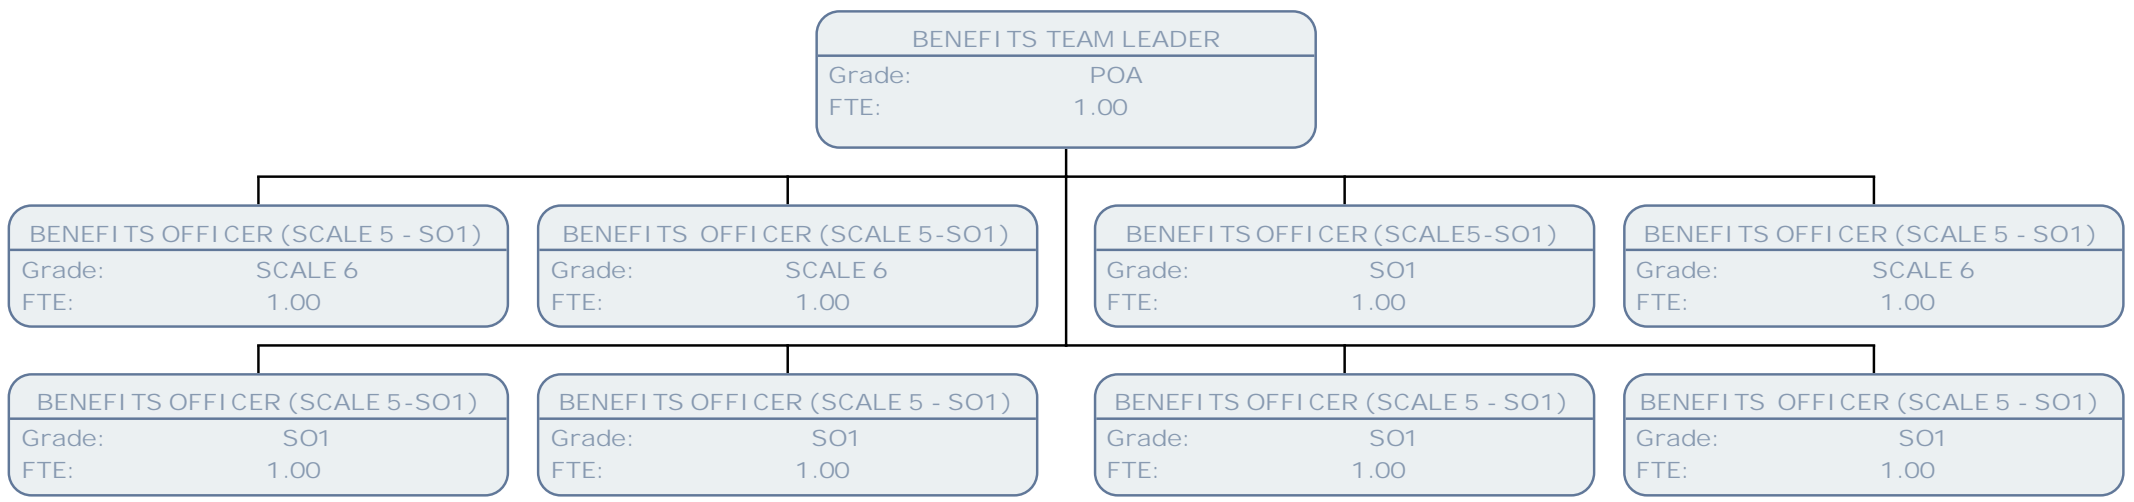 BENEFITS TEAM LEADER
Grade: POA
FTE: 1.00
BENEFITS OFFICER (SCALE 5 - SO1)
Grade: SCALE 6
FTE: 1.00
BENEFITS OFFICER (SCALE 5-SO1)
Grade: SCALE 6
FTE: 1.00
BENEFITS OFFICER (SCALE5-SO1)
Grade: SO1
FTE: 1.00
BENEFITS OFFICER (SCALE 5 - SO1)
Grade: SCALE 6
FTE: 1.00
BENEFITS OFFICER (SCALE 5-SO1)
Grade: SO1
FTE: 1.00
BENEFITS OFFICER (SCALE 5 - SO1)
Grade: SO1
FTE: 1.00
BENEFITS OFFICER (SCALE 5 - SO1)
Grade: SO1
FTE: 1.00
BENEFITS OFFICER (SCALE 5 - SO1)
Grade: SO1
FTE: 1.00